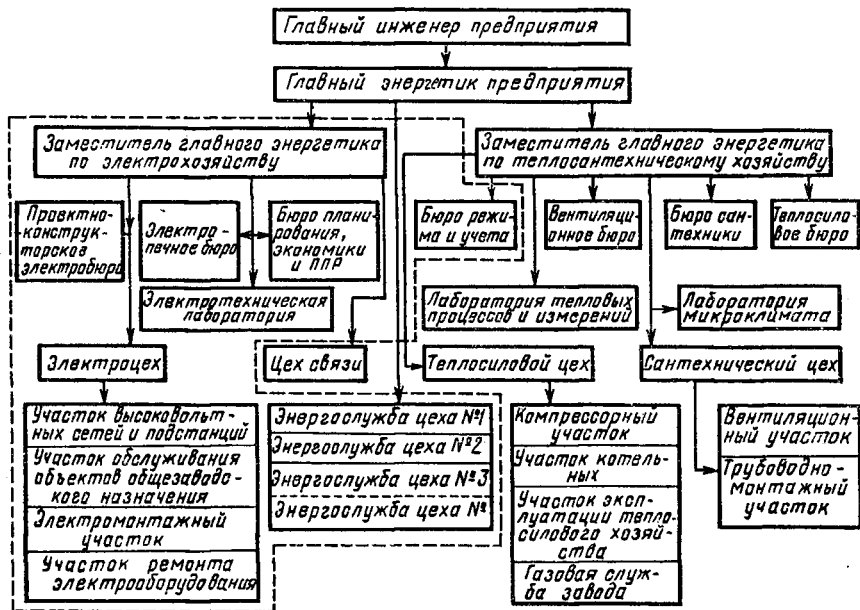 Главный инженер предприятия
Главный энергетик предприятия
Заместитель главного энергетика
по электрохозяйству
Заместитель главного энергетика
по теплосантехническому хозяйству
Проектно-
конструк-
торское
электробюро
Электро-
печное бюро
Бюро плани-
рования,
экономики
и ППР
Бюро режи-
ма и учета
Вентиляци-
онное бюро
Бюро сан-
техники
Теплосило-
вое бюро
Электротехническая
лаборатория
Лаборатория тепловых
процессов и измерений
Лаборатория
микроклимата
Электроцех
Цех связи
Теплосиловой цех
Сантехнический цех
Участок высоковольт-
ных сетей и подстанций
Участок обслуживания
объектов общезаводс-
кого назначения
Электромонтажный
участок
Участок ремонта
электрооборудования
Энергослужба цеха №1
Энергослужба цеха №2
Энергослужба цеха №3
Энергослужба цеха №
Компрессорный
участок
Участок котель-
ных
Участок эксп-
луатации тепло-
силового хозяй-
ства
Газовая служ-
ба завода
Вентиляцион-
ный участок
Трубоводно-
монтажный
участок